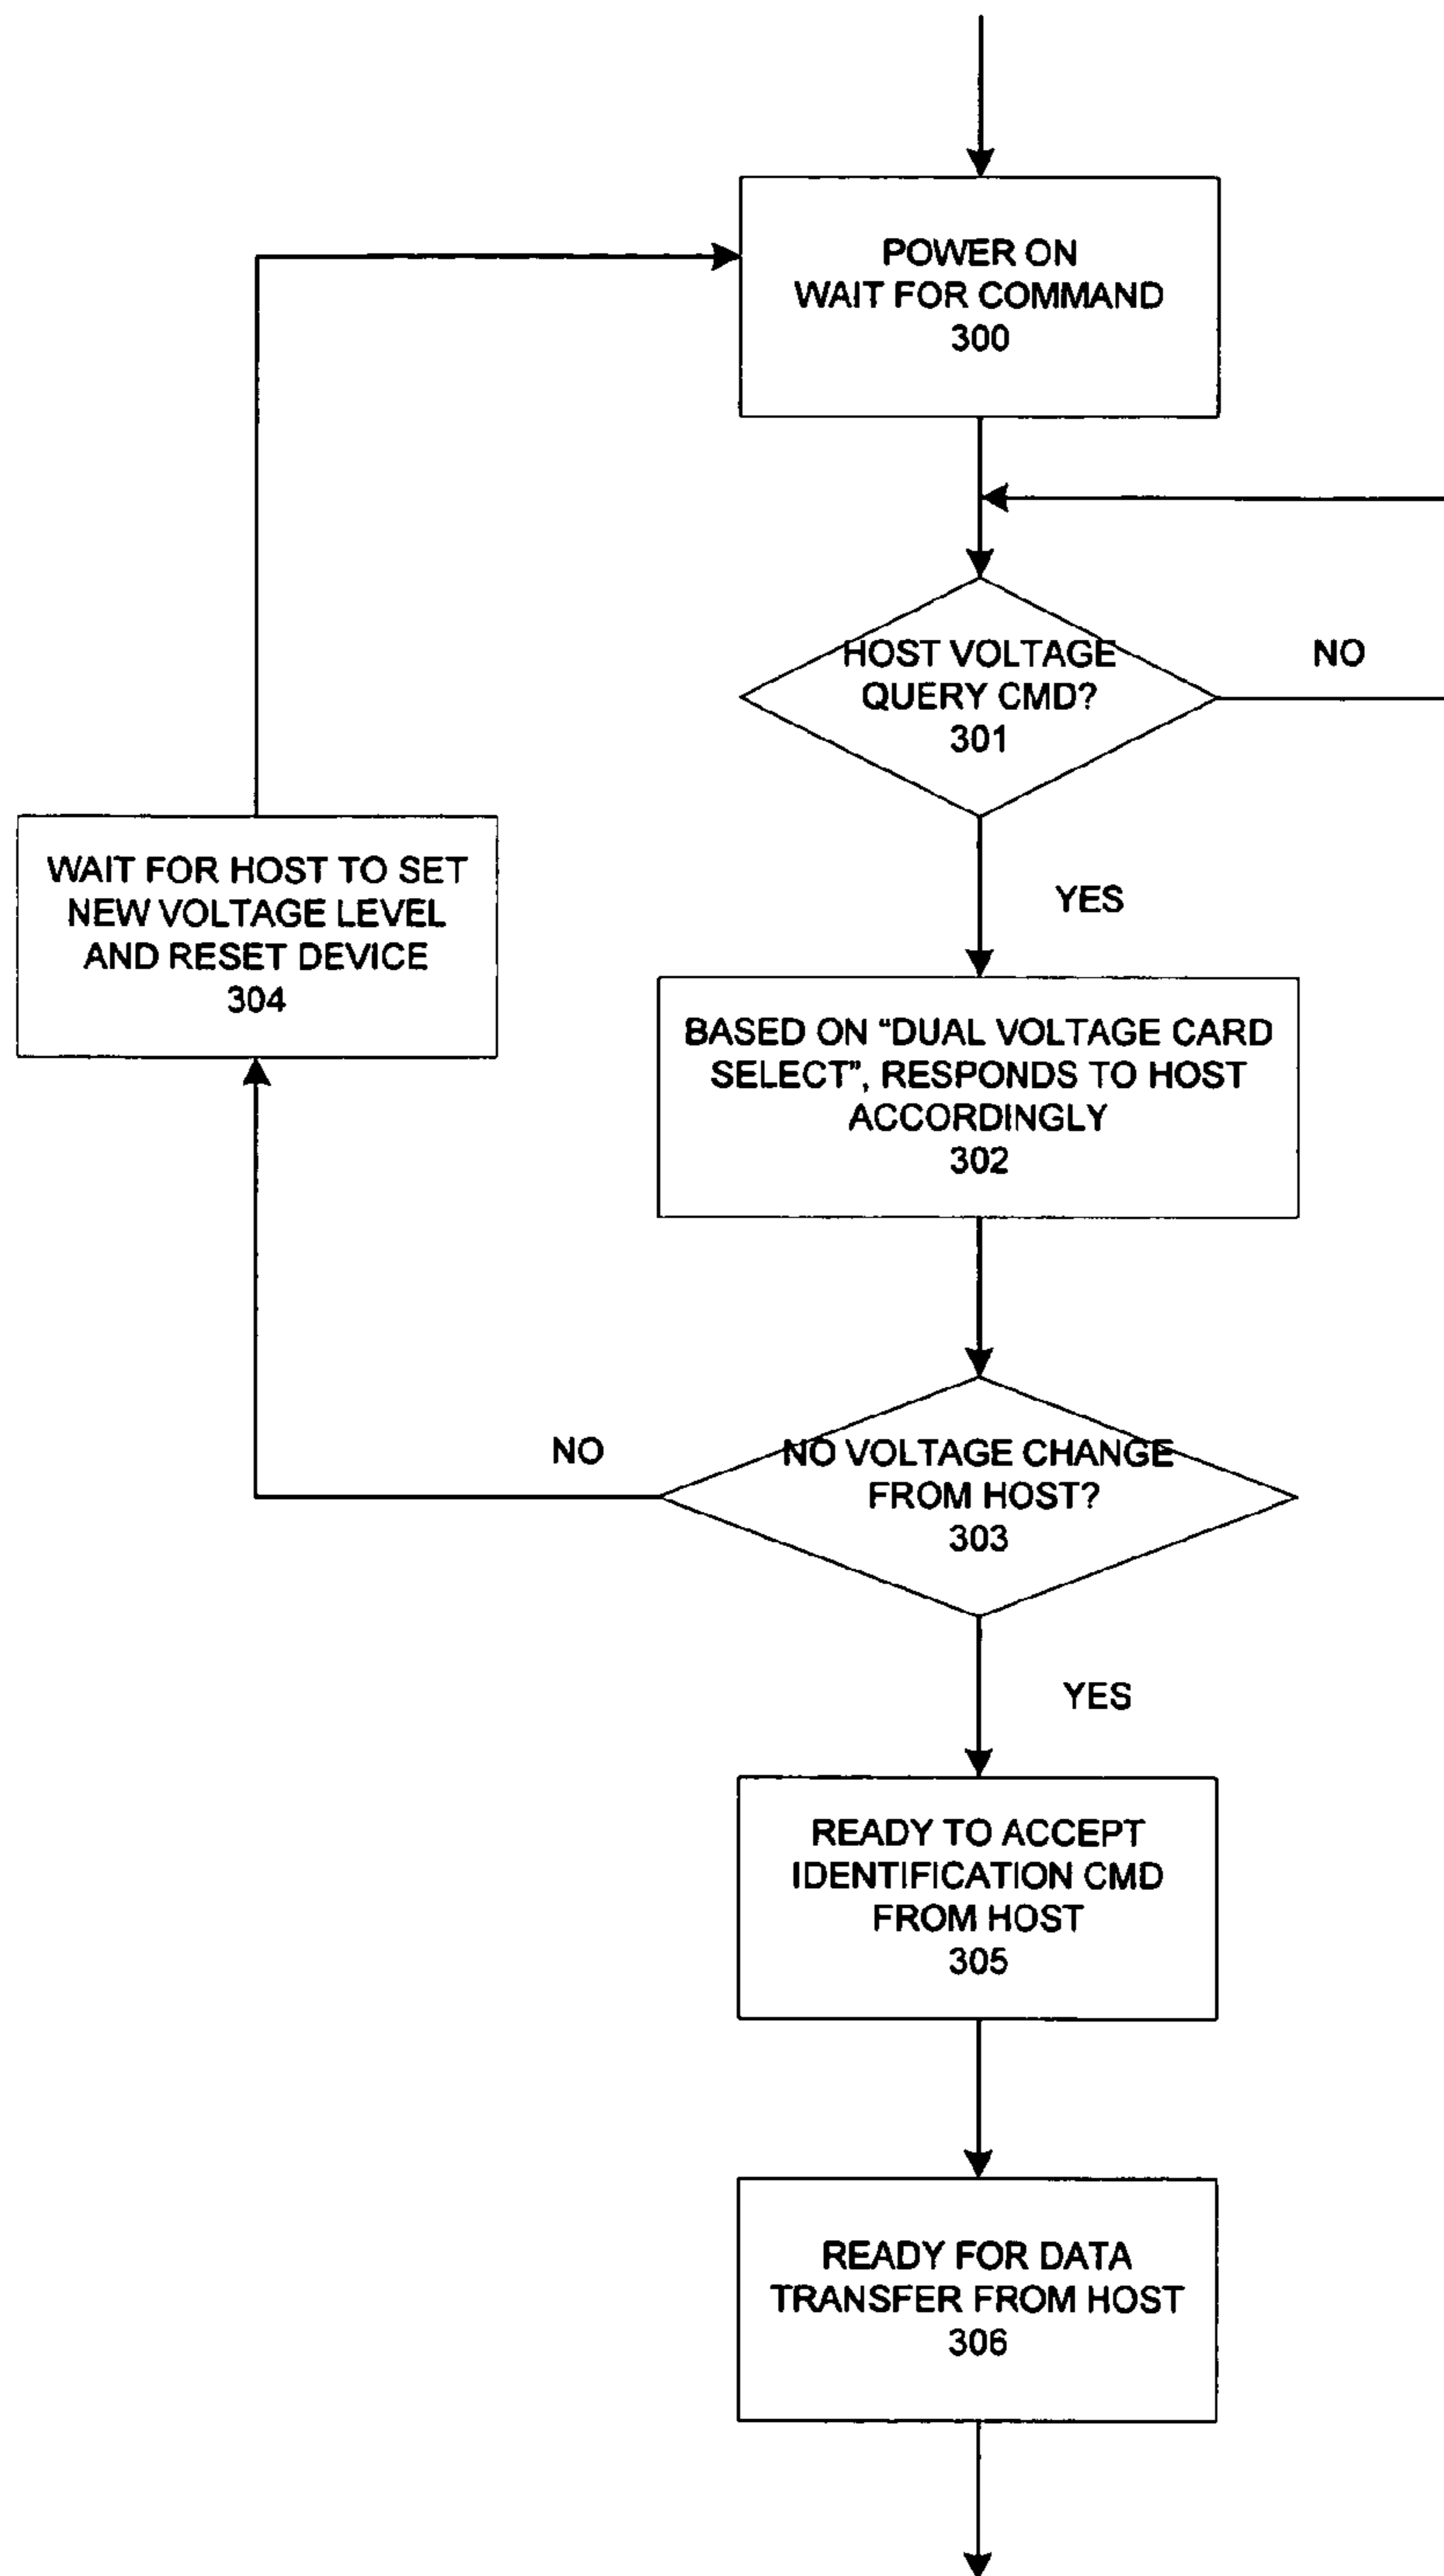 POWER ON
WAIT FOR COMMAND
300
HOST VOLTAGE
QUERY CMD?
301
NO
YES
WAIT FOR HOST TO SET
NEW VOLTAGE LEVEL
AND RESET DEVICE
304
BASED ON “DUAL VOLTAGE CARD
SELECT”, RESPONDS TO HOST
ACCORDINGLY
302
NO
NO VOLTAGE CHANGE
FROM HOST?
303
YES
READY TO ACCEPT
IDENTIFICATION CMD
FROM HOST
305
READY FOR DATA
TRANSFER FROM HOST
306